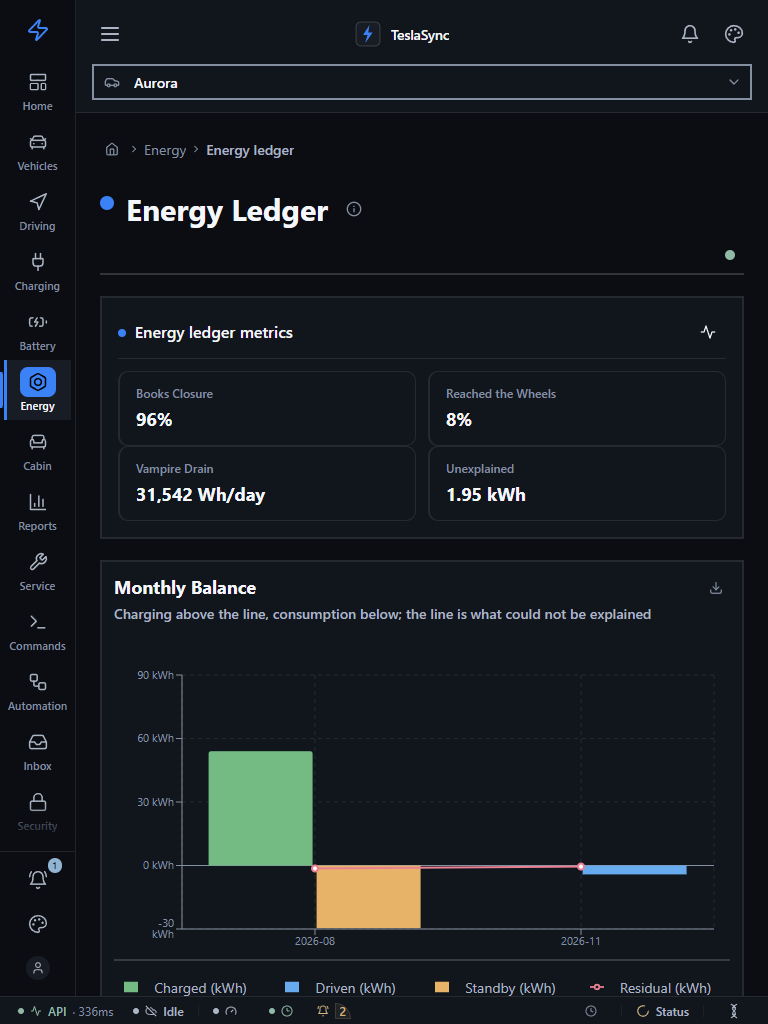 TeslaSync
Aurora
Home
Vehicles
Driving
Charging
Battery
Energy
Cabin
Reports
Service
Commands
Automation
Inbox
Security
1
Energy
Energy ledger
Energy Ledger
Energy ledger metrics
Books Closure
96%
Reached the Wheels
8%
Vampire Drain
31,542 Wh/day
Unexplained
1.95 kWh
Monthly Balance
Charging above the line, consumption below; the line is what could not be explained
90 kWh
60 kWh
30 kWh
0 kWh
-30
kWh
2026-08
2026-11
Charged (kWh)
Driven (kWh)
Standby (kWh)
Residual (kWh)
API · 336ms
Idle
2
Status